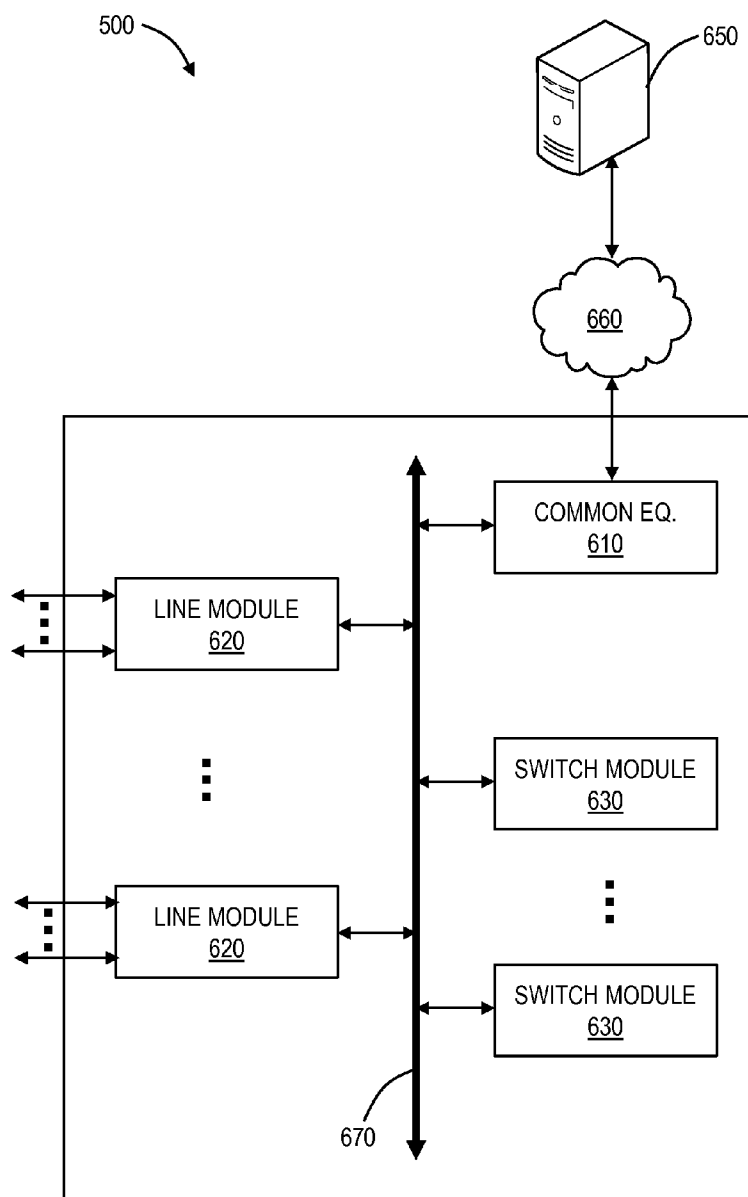 500
650
660
COMMON EQ.
610
LINE MODULE
620
SWITCH MODULE
630
LINE MODULE
620
SWITCH MODULE
630
670